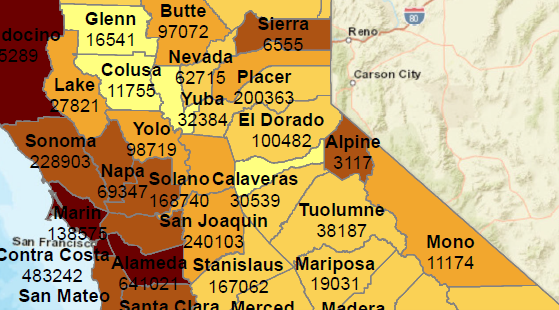 Butte
97072
Glenn
16541
Sierra
6555
Reno
80
docino
5289
Nevada
62715
Colusa
11755
Placer
200363
Carson City
Lake
27821
Yuba
32384
El Dorado
100482
Sonoma
228903
Yolo
98719
Alpine
3117
Napa
69347
Solano
168740
Calaveras
30539
Marin
138575
Tuolumne
38187
San Joaquin
240103
San Francisco
Contra Costa
483242
Alameda
641021
Stanislaus
167062
Mariposa
19031
Mono
11174
San Mateo
Santa Clara
Merced
Madera